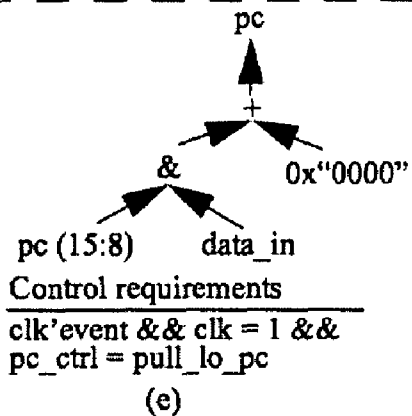 pc
+
& 0x“0000”
pc (15:8) data_in
Control requirements
clk’event && clk = 1 &&
pc_ctrl = pull_lo_pc
(e)